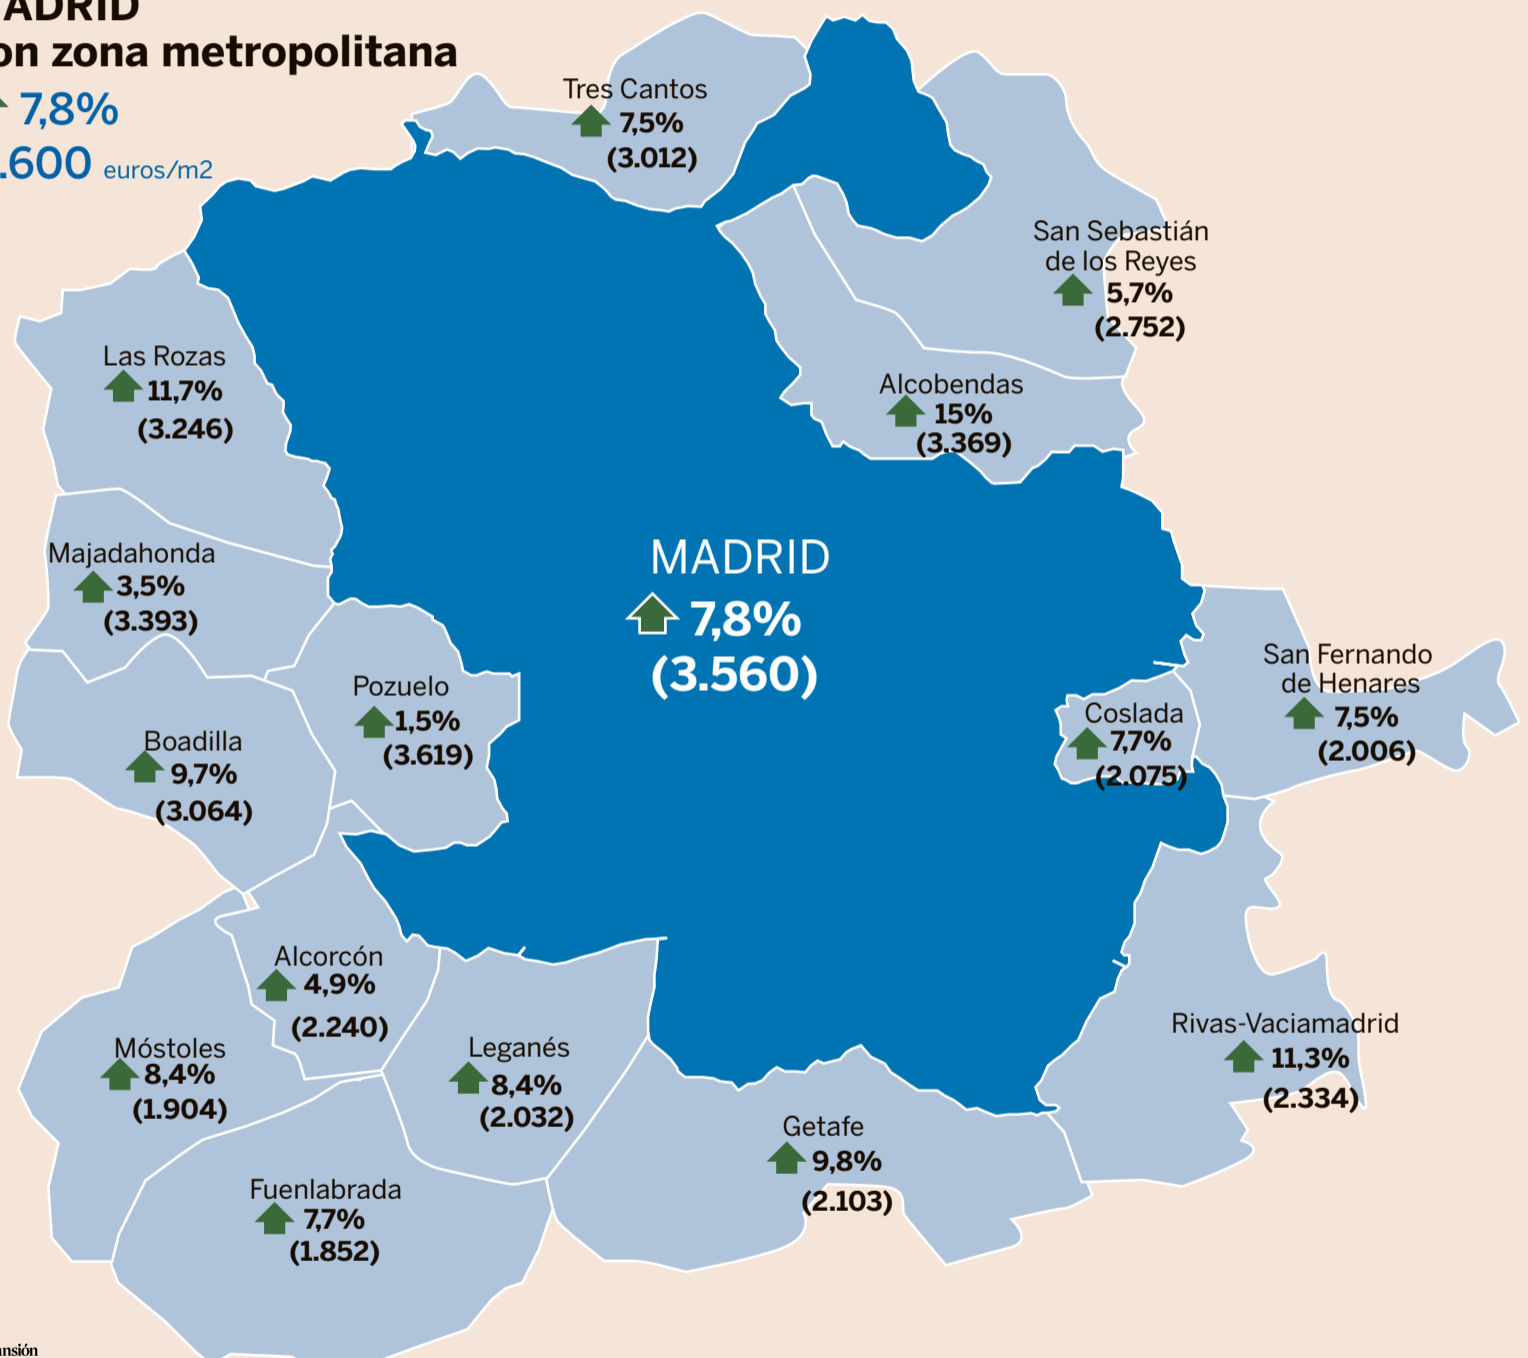 ADRID
on zona metropolitana
7,8%
.600 euros/m2
Tres Cantos
7,5%
(3.012)
San Sebastián
de los Reyes
5,7%
(2.752)
Las Rozas
11,7%
(3.246)
Alcobendas
15%
(3.369)
Majadahonda
3,5%
(3.393)
MADRID
7,8%
(3.560)
San Fernando
de Henares
7,5%
(2.006)
Pozuelo
1,5%
(3.619)
Coslada
7,7%
(2.075)
Boadilla
9,7%
(3.064)
Alcorcón
4,9%
(2.240)
Rivas-Vaciamadrid
11,3%
(2.334)
Móstoles
8,4%
(1.904)
Leganés
8,4%
(2.032)
Getafe
9,8%
(2.103)
Fuenlabrada
7,7%
(1.852)
ansión